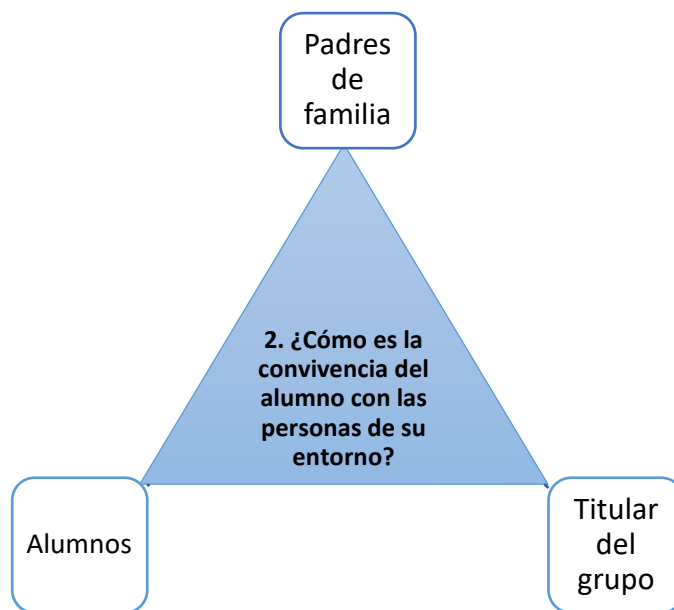 Padres
de
familia
2. ¿Cómo es la
convivencia del
alumno con las
personas de su
entorno?
Alumnos
Titular
del
grupo